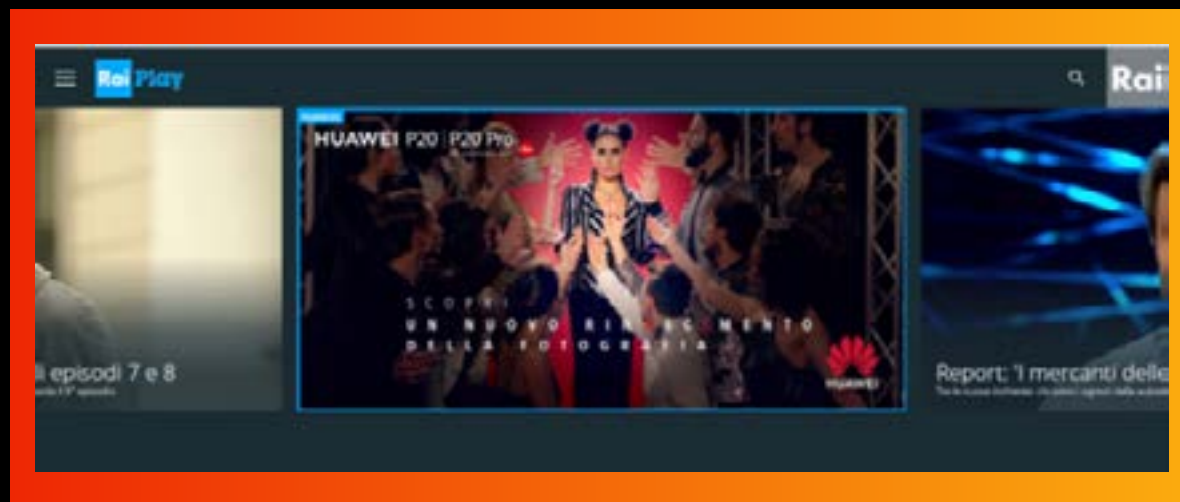 Rai Play
Rai
HUAWEI P20 | P20 Pro
SCOPRI
UN NUOVO
DELLA FOTOGRAFIA
HUAWEI
i episodi 7 e 8
Report: 'I mercanti delle